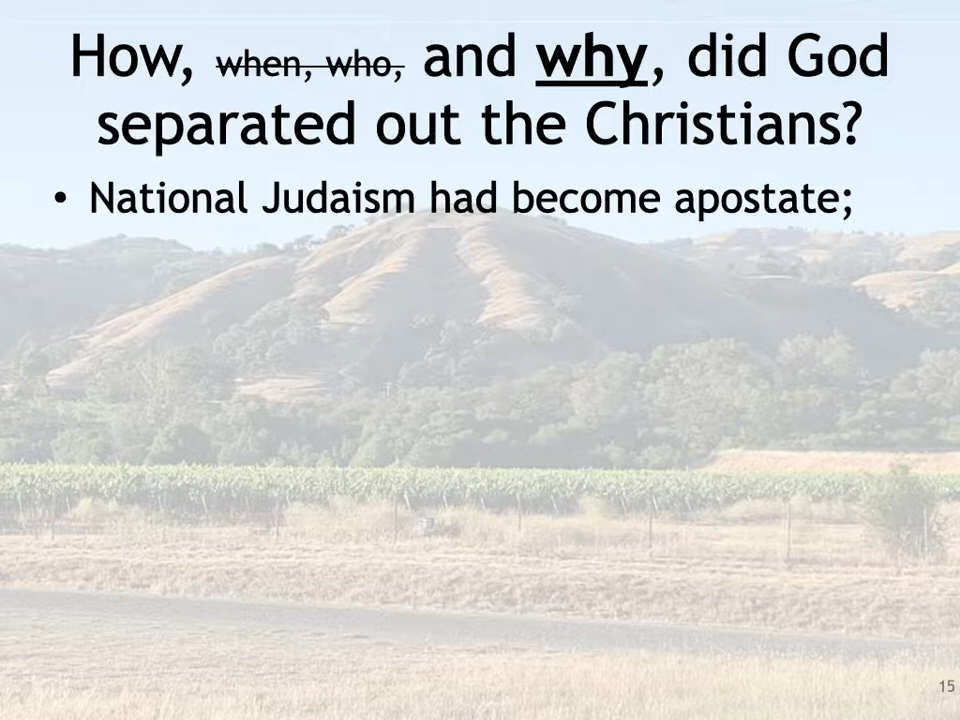 How, when, who, and why, did God
separated out the Christians?
• National Judaism had become apostate;
15